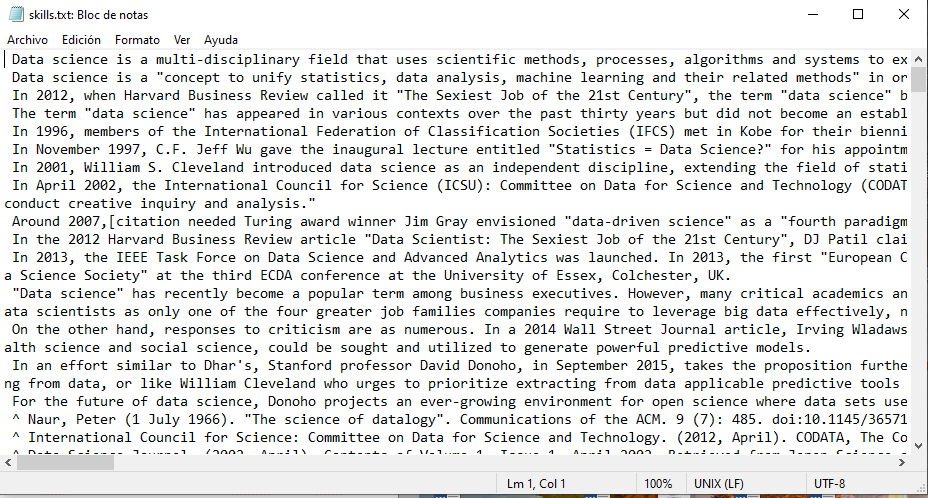 skills.txt: Bloc de notas
Archivo Edición Formato Ver Ayuda
Data science is a multi-disciplinary field that uses scientific methods, processes, algorithms and systems to ex
Data science is a "concept to unify statistics, data analysis, machine learning and their related methods" in or
In 2012, when Harvard Business Review called it "The Sexiest Job of the 21st Century", the term "data science" b
The term "data science" has appeared in various contexts over the past thirty years but did not become an establ
In 1996, members of the International Federation of Classification Societies (IFCS) met in Kobe for their bienni
In November 1997, C.F. Jeff Wu gave the inaugural lecture entitled "Statistics = Data Science?" for his appointm
In 2001, William S. Cleveland introduced data science as an independent discipline, extending the field of stati
In April 2002, the International Council for Science (ICSU): Committee on Data for Science and Technology (CODAT
conduct creative inquiry and analysis."
Around 2007,[citation needed Turing award winner Jim Gray envisioned "data-driven science" as a "fourth paradigm
In the 2012 Harvard Business Review article "Data Scientist: The Sexiest Job of the 21st Century", DJ Patil clai
In 2013, the IEEE Task Force on Data Science and Advanced Analytics was launched. In 2013, the first "European C
a Science Society" at the third ECDA conference at the University of Essex, Colchester, UK.
"Data science" has recently become a popular term among business executives. However, many critical academics an
ata scientists as only one of the four greater job families companies require to leverage big data effectively, n
On the other hand, responses to criticism are as numerous. In a 2014 Wall Street Journal article, Irving Wladaws
alth science and social science, could be sought and utilized to generate powerful predictive models.
In an effort similar to Dhar's, Stanford professor David Donoho, in September 2015, takes the proposition furthe
ng from data, or like William Cleveland who urges to prioritize extracting from data applicable predictive tools
For the future of data science, Donoho projects an ever-growing environment for open science where data sets use
^ Naur, Peter (1 July 1966). "The science of datalogy". Communications of the ACM. 9 (7): 485. doi:10.1145/36571
^ International Council for Science: Committee on Data for Science and Technology. (2012, April). CODATA, The Co
^ Data Science Journal. (2002, April). Contents of Volume 1, Issue 1, April 2002. Retrieved from Japan Science
Lm 1, Col 1 100% UNIX (LF) UTF-8